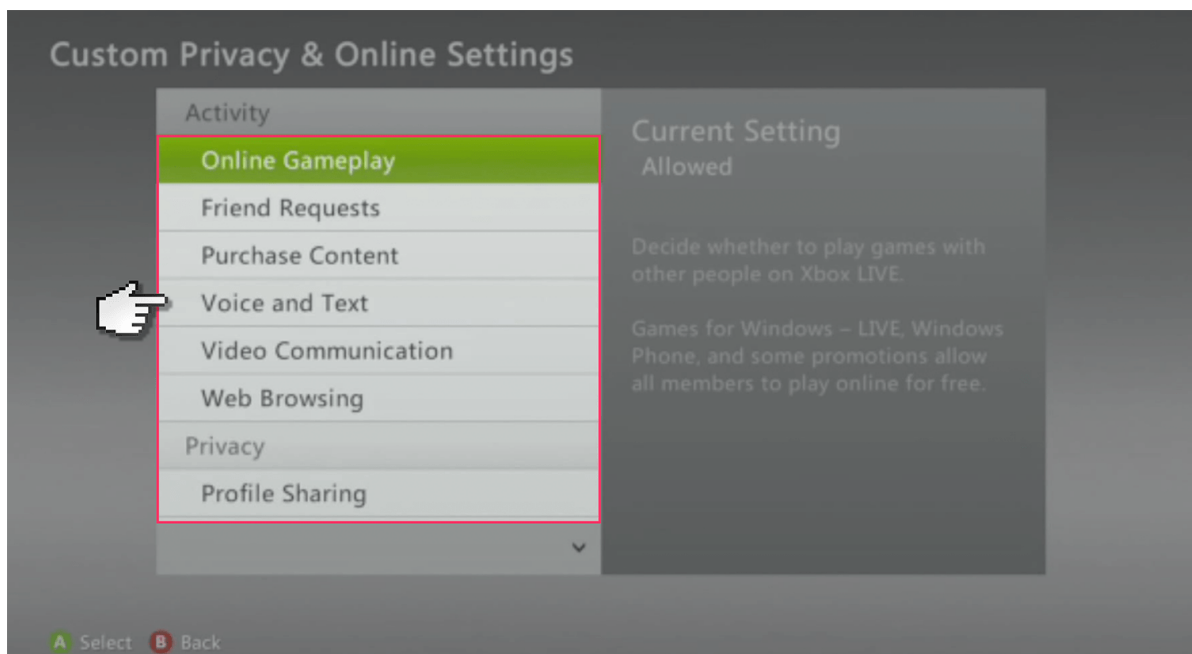 Custom Privacy & Online Settings
Activity
Online Gameplay
Friend Requests
Purchase Content
Voice and Text
Video Communication
Web Browsing
Privacy
Profile Sharing
Current Setting
Allowed
Decide whether to play games with
other people on Xbox LIVE.
Games for Windows – LIVE, Windows
Phone, and some promotions allow
all members to play online for free.
A Select B Back